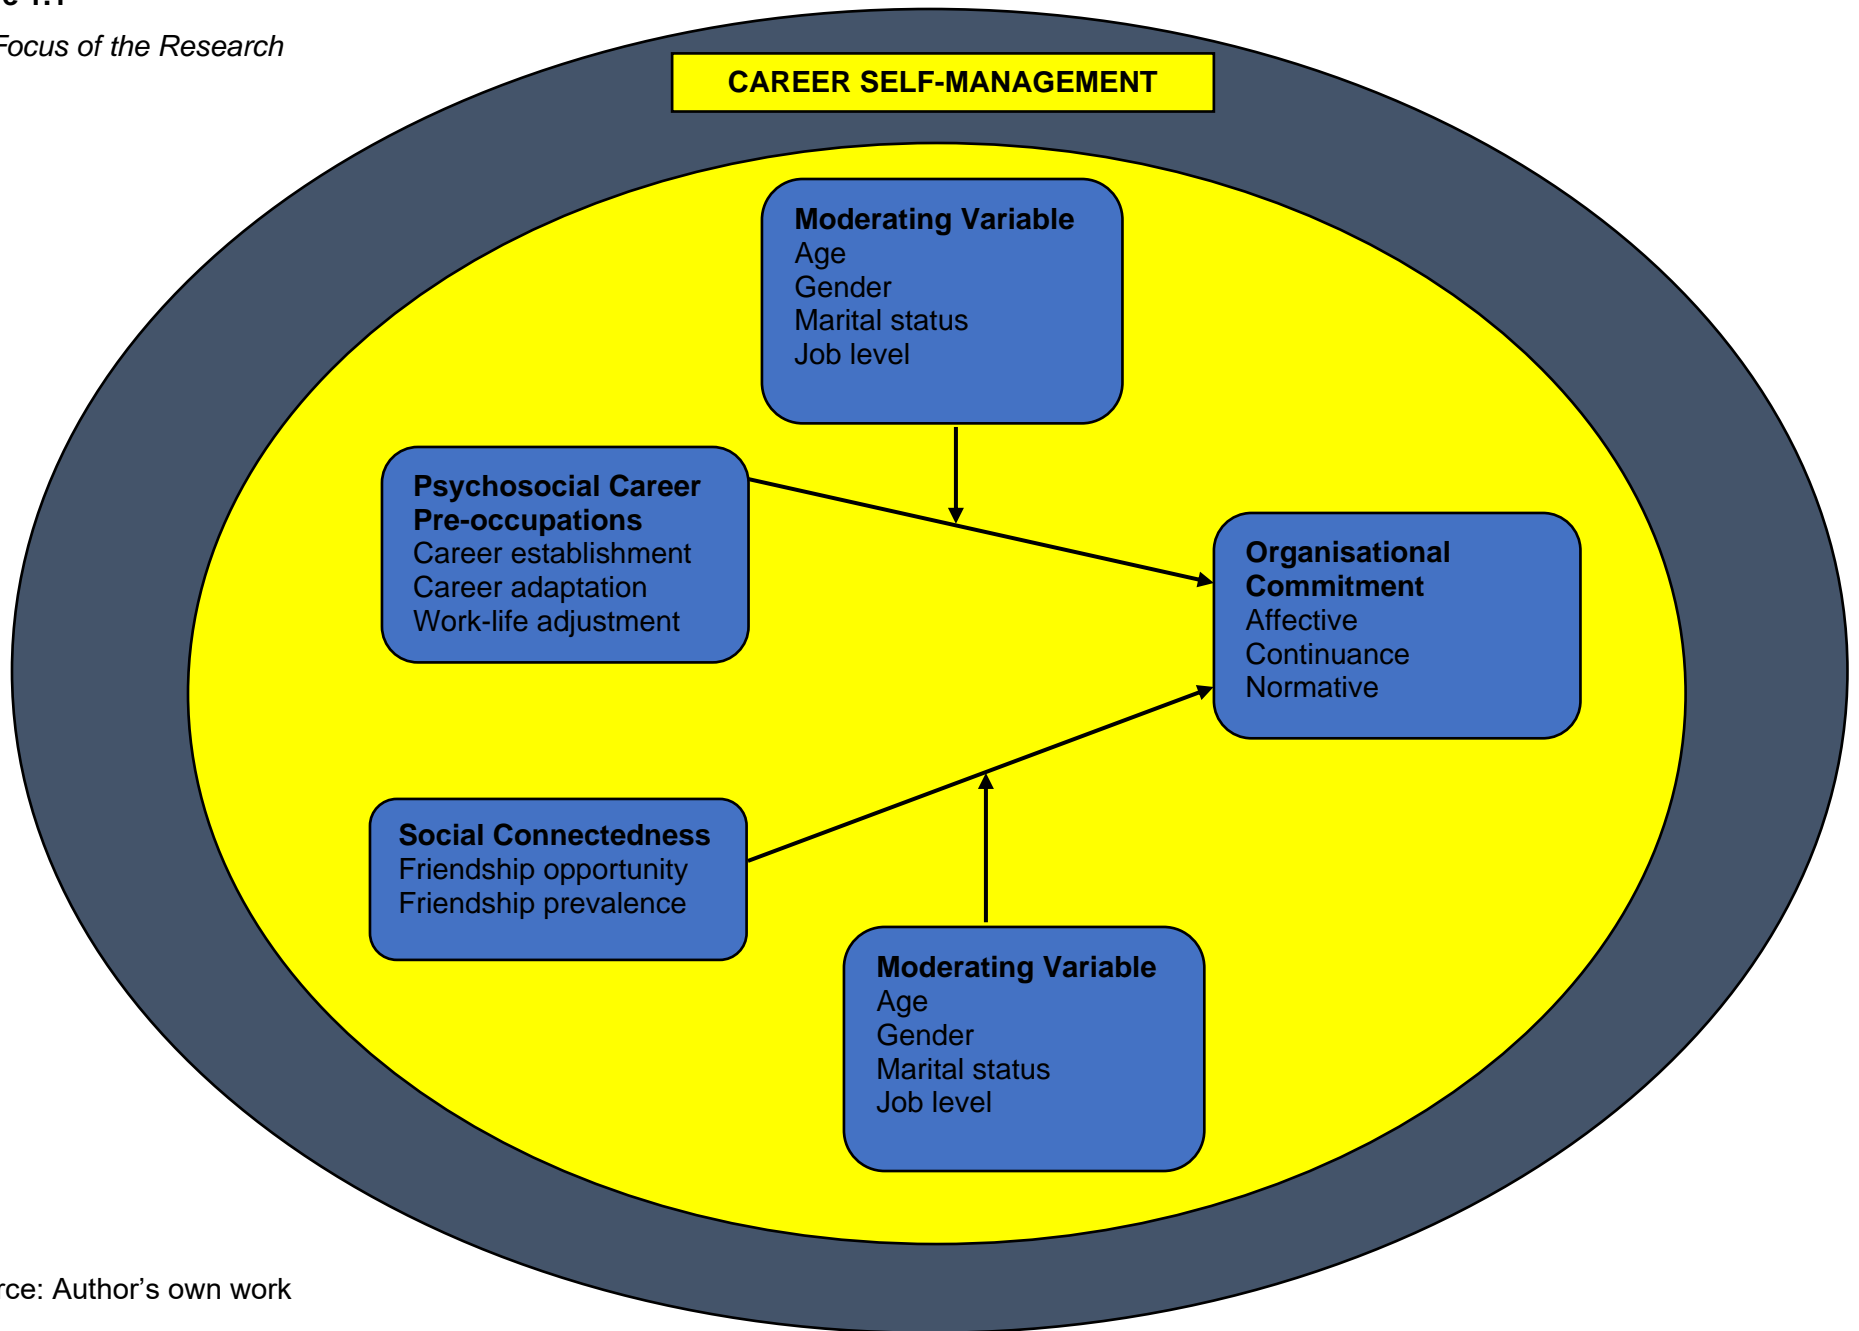 Focus of the Research
CAREER SELF-MANAGEMENT
Moderating Variable
Age
Gender
Marital status
Job level
Psychosocial Career
Pre-occupations
Career establishment
Career adaptation
Work-life adjustment
Organisational
Commitment
Affective
Continuance
Normative
Social Connectedness
Friendship opportunity
Friendship prevalence
Moderating Variable
Age
Gender
Marital status
Job level
rce: Author’s own work